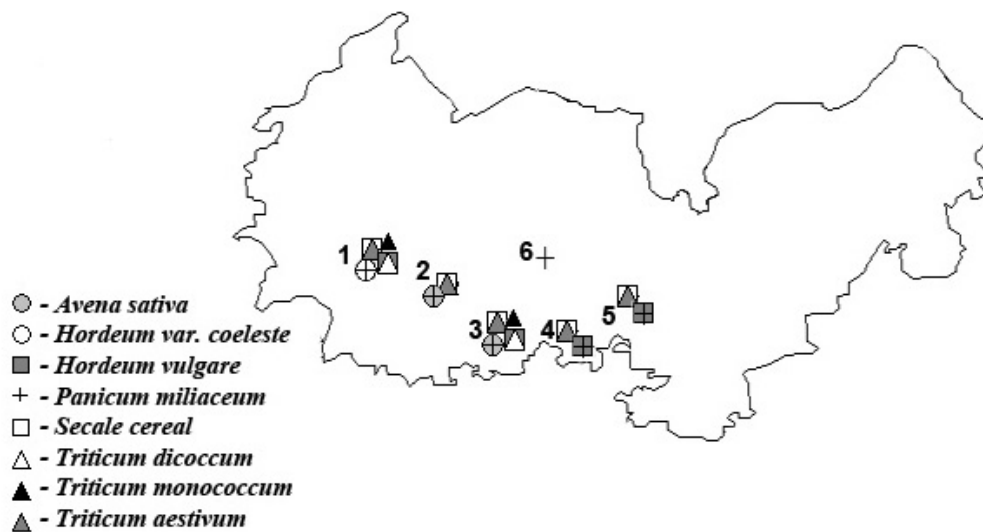 6
1
2
5
3
4
- Avena sativa
- Hordeum var. coeleste
- Hordeum vulgare
- Panicum miliaceum
- Secale cereal
- Triticum dicoccum
- Triticum monococcum
- Triticum aestivum